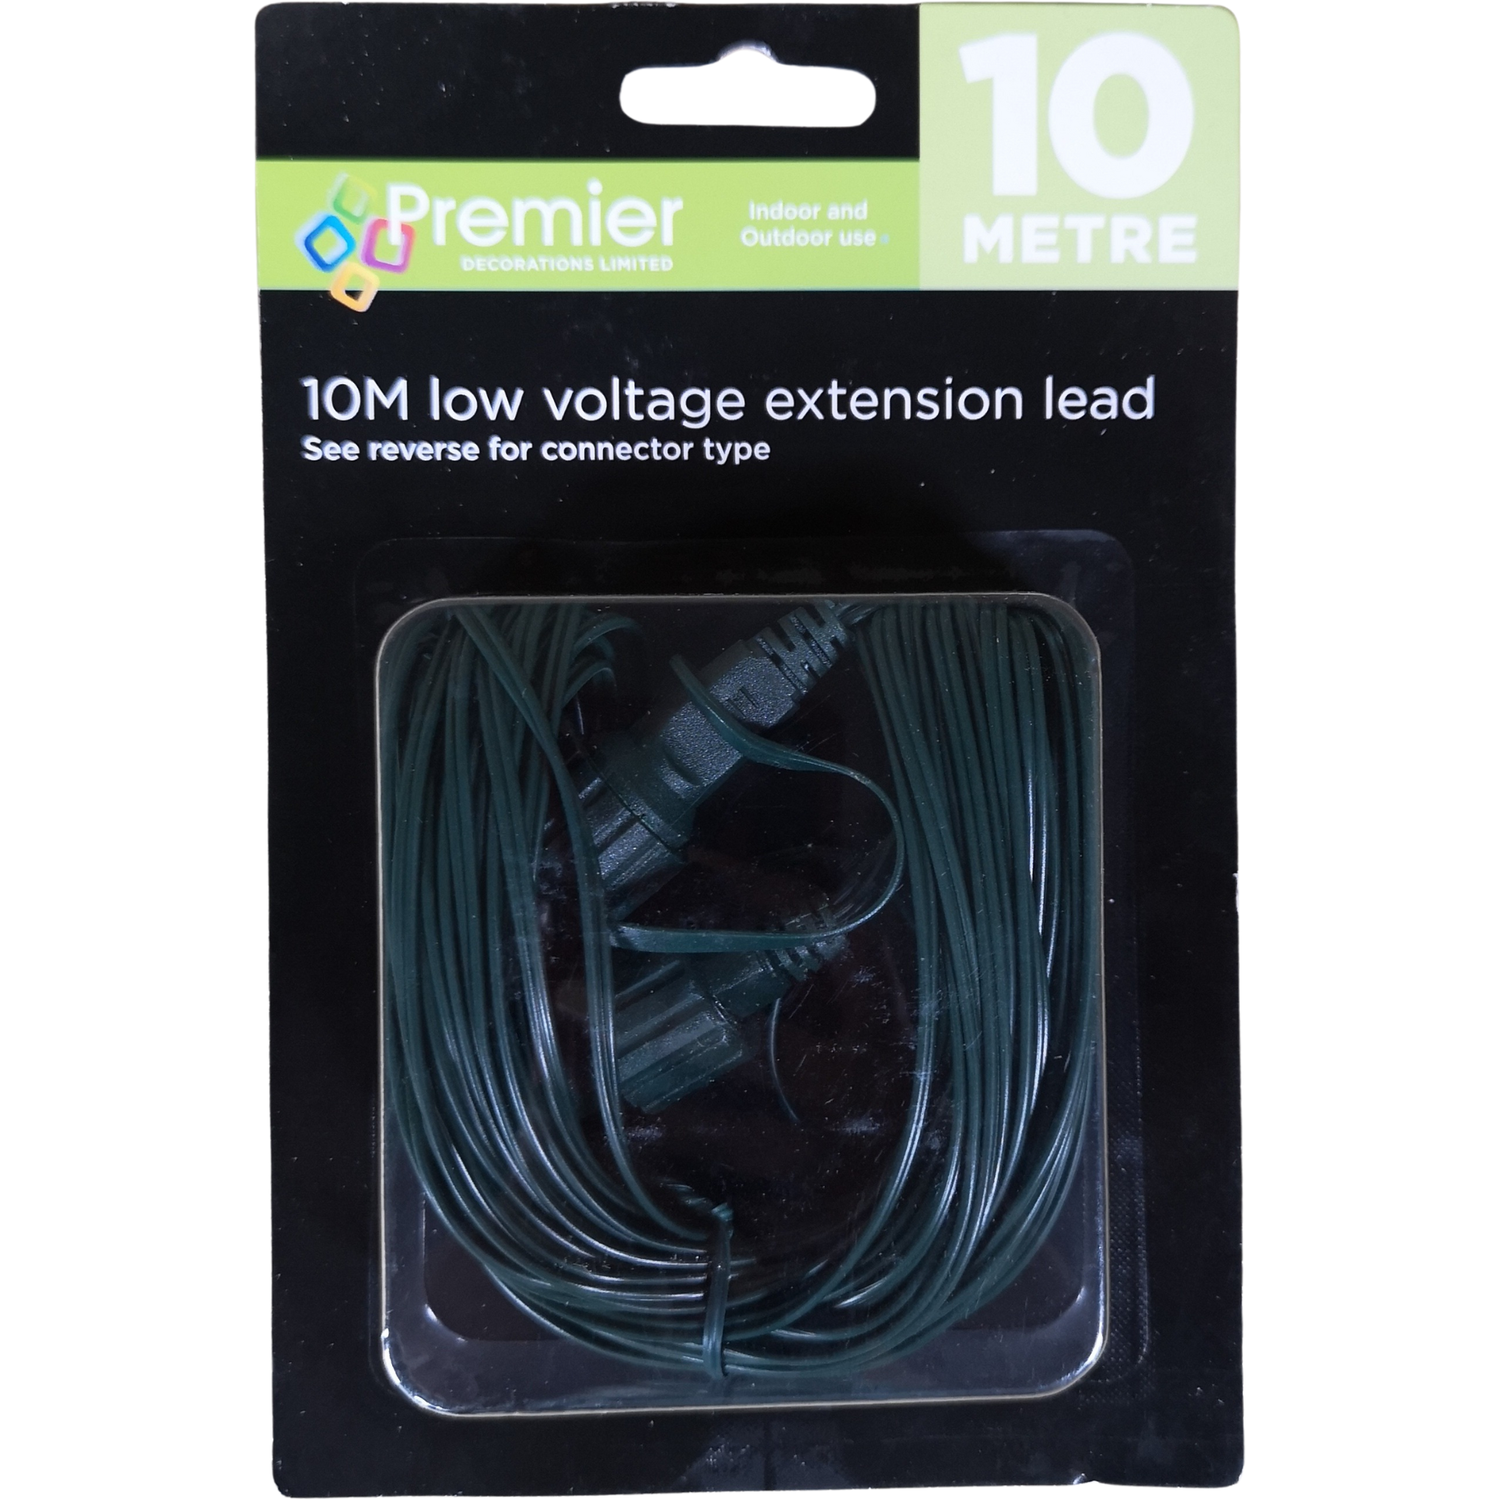 10
METRE
Premier
DECORATIONS LIMITED
Indoor and
Outdoor use
10M low voltage extension lead
See reverse for connector type